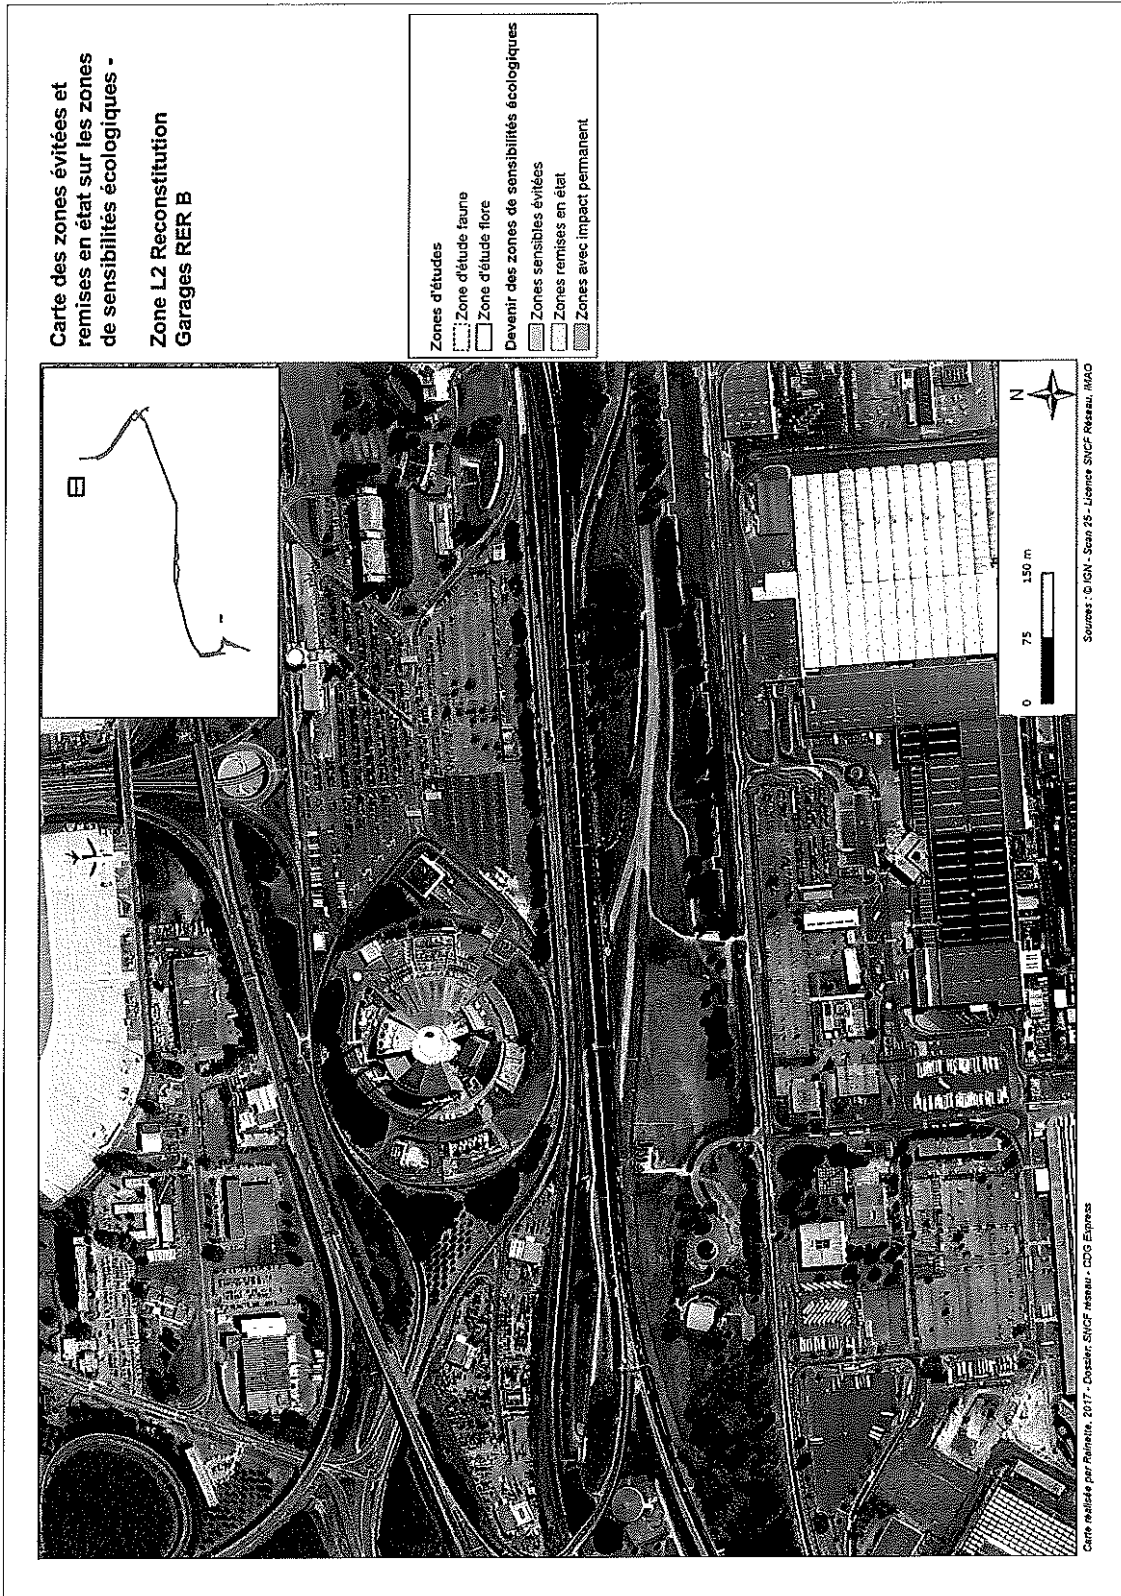 Carte des zones évitées et
remises en état sur les zones
de sensibilité écologiques -
Zone L2 Reconstitution
Garages RER B
Zones d'études
Zone d'étude faune
Zone d'étude flore
Devenir des zones de sensibilités écologiques
Zones sensibles évitées
Zones remises en état
Zones avec impact permanent
N
0 75 150 m
Carte réalisée par Rainette, 2017 - Dossier: SNCF réseau - CDG Express
Sources : © IGN - Scan 25 - Licence SNCF Réseau, IMAO